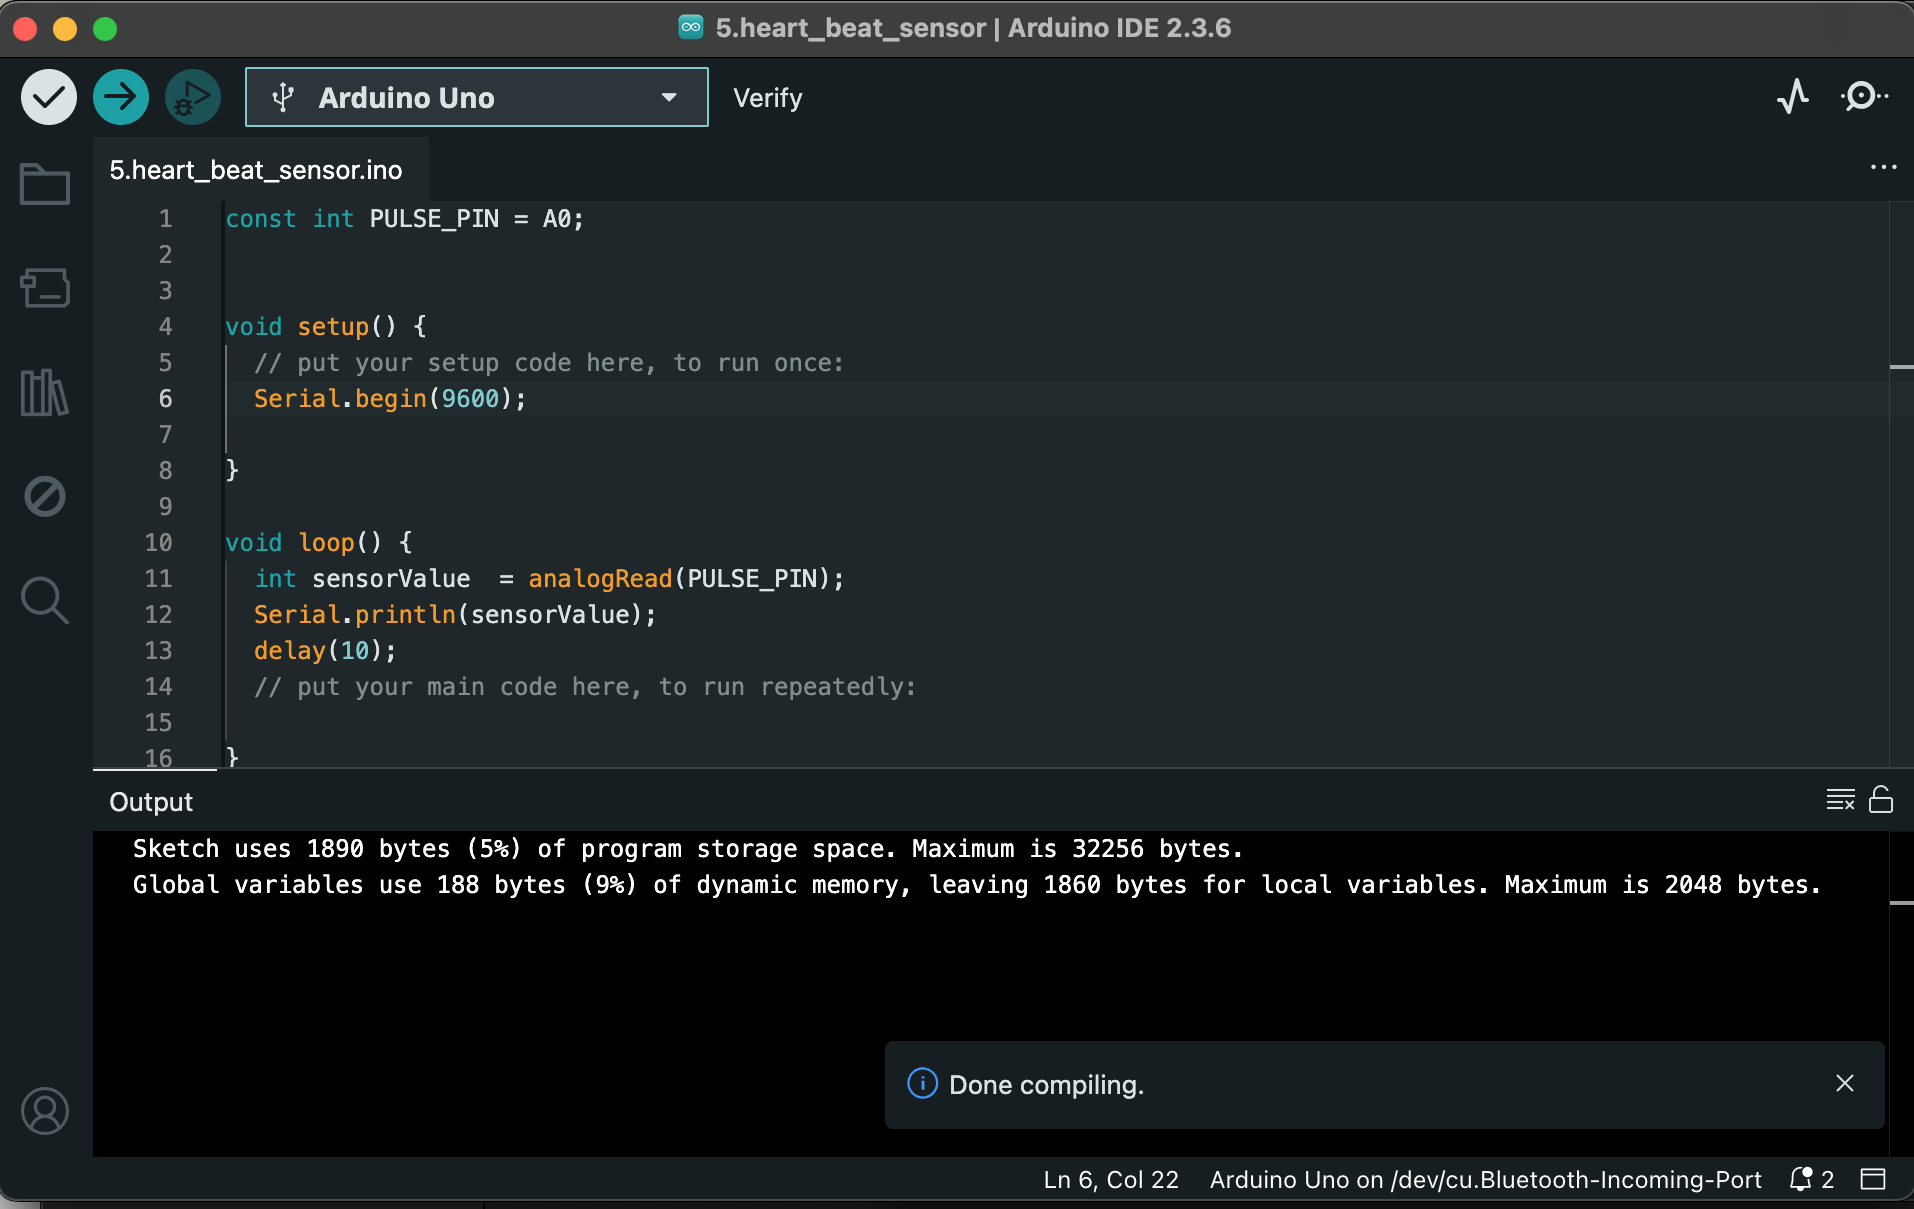 5.heart_beat_sensor | Arduino IDE 2.3.6
Arduino Uno
Verify
5.heart_beat_sensor.ino
1 const int PULSE_PIN = A0;
2
3
4 void setup() {
5 // put your setup code here, to run once:
6 Serial.begin(9600);
7
8 }
9
10 void loop() {
11 int sensorValue  = analogRead(PULSE_PIN);
12 Serial.println(sensorValue);
13 delay(10);
14 // put your main code here, to run repeatedly:
15
16 }
Output
Sketch uses 1890 bytes (5%) of program storage space. Maximum is 32256 bytes.
Global variables use 188 bytes (9%) of dynamic memory, leaving 1860 bytes for local variables. Maximum is 2048 bytes.
Done compiling.
Ln 6, Col 22 Arduino Uno on /dev/cu.Bluetooth-Incoming-Port 2